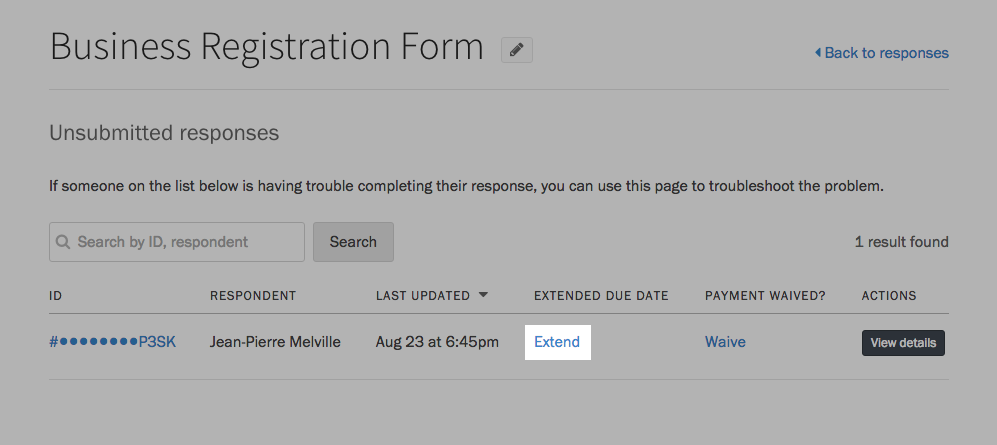 Business Registration Form
Back to responses
Unsubmitted responses
If someone on the list below is having trouble completing their response, you can use this page to troubleshoot the problem.
Search by ID, respondent
Search
1 result found
ID RESPONDENT LAST UPDATED EXTENDED DUE DATE PAYMENT WAIVED? ACTIONS
#●●●●●●●●P3SK Jean-Pierre Melville Aug 23 at 6:45pm Extend Waive View details